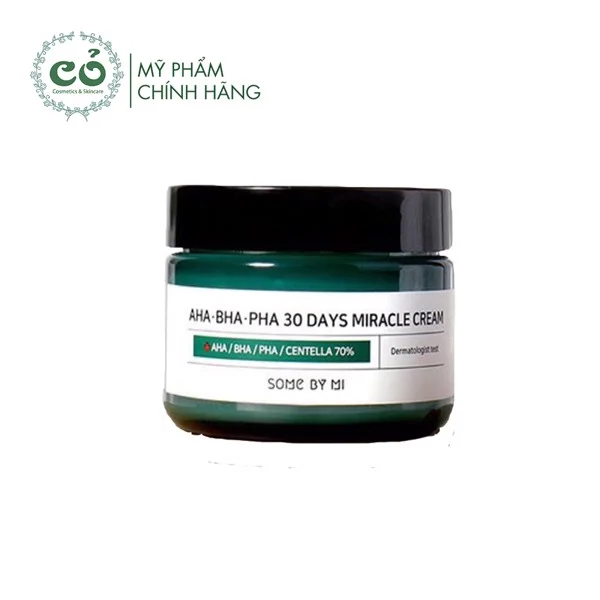 CỎ
Cosmetics & Skincare
MỸ PHẨM
CHÍNH HÃNG
AHA·BHA·PHA 30 DAYS MIRACLE CREAM
AHA / BHA / PHA / CENTELLA 70%
Dermatologist test
SOME BY MI